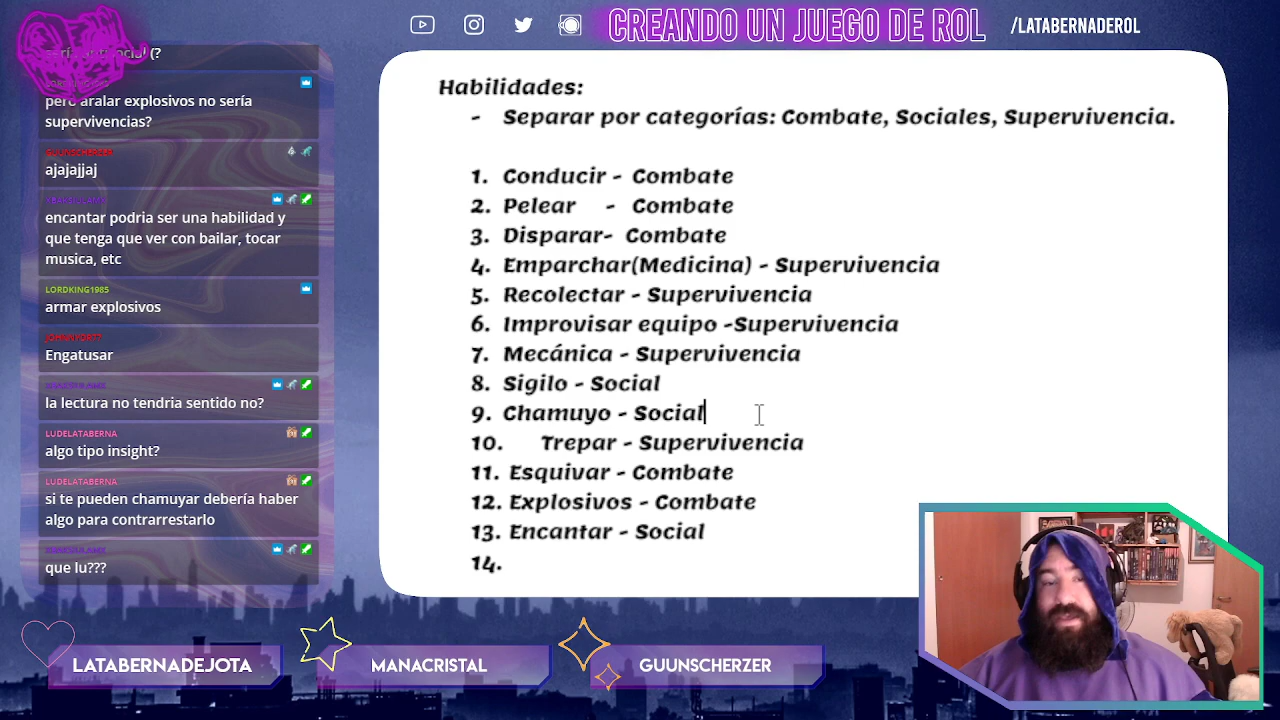 CREANDO UN JUEGO DE ROL
/LATABERNADEROL
(?
pero aralar explosivos no sería
supervivencias?
GUUNSCHERZER
ajajajjaj
encantar podria ser una habilidad y
que tenga que ver con bailar, tocar
musica, etc
LORDKING1985
armar explosivos
Engatusar
la lectura no tendria sentido no?
LUDELATABERNA
algo tipo insight?
LUDELATABERNA
si te pueden chamuyar debería haber
algo para contrarrestarlo
que lu???
Habilidades:
- Separar por categorías: Combate, Sociales, Supervivencia.
1. Conducir - Combate
2. Pelear - Combate
3. Disparar- Combate
4. Emparchar(Medicina) - Supervivencia
5. Recolectar - Supervivencia
6. Improvisar equipo -Supervivencia
7. Mecánica - Supervivencia
8. Sigilo - Social
9. Chamuyo - Social
10. Trepar - Supervivencia
11. Esquivar - Combate
12. Explosivos - Combate
13. Encantar - Social
14.
LATABERNADEJOTA
MANACRISTAL
GUUNSCHERZER